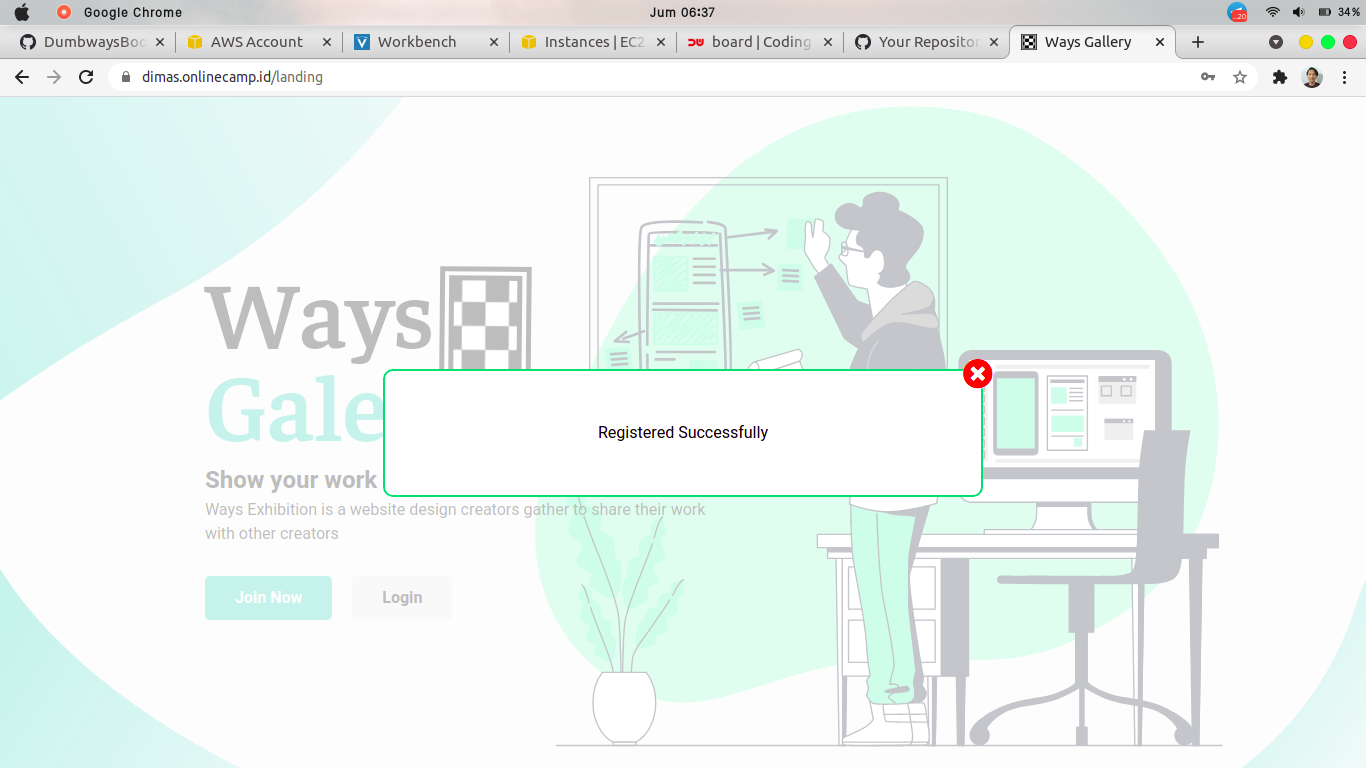 Google Chrome
Jum 06:37
...20
34%
DumbwaysBoo
AWS Account
Workbench
Instances | EC2
board | Coding
Your Repositor
Ways Gallery
dimas.onlinecamp.id/landing
Ways
Gale
Registered Successfully
Show your work
Ways Exhibition is a website design creators gather to share their work
with other creators
Join Now
Login